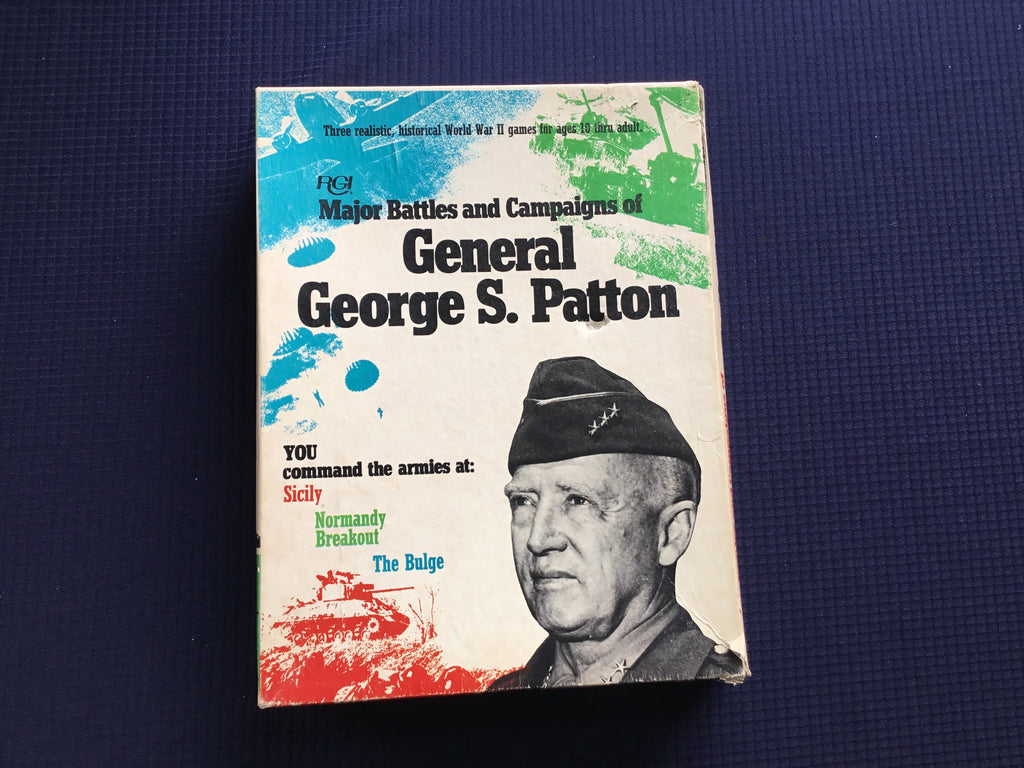 Three realistic, historical World War II games for ages 10 thru adult.
RGI
Major Battles and Campaigns of
General
George S. Patton
YOU
command the armies at:
Sicily
Normandy
Breakout
The Bulge